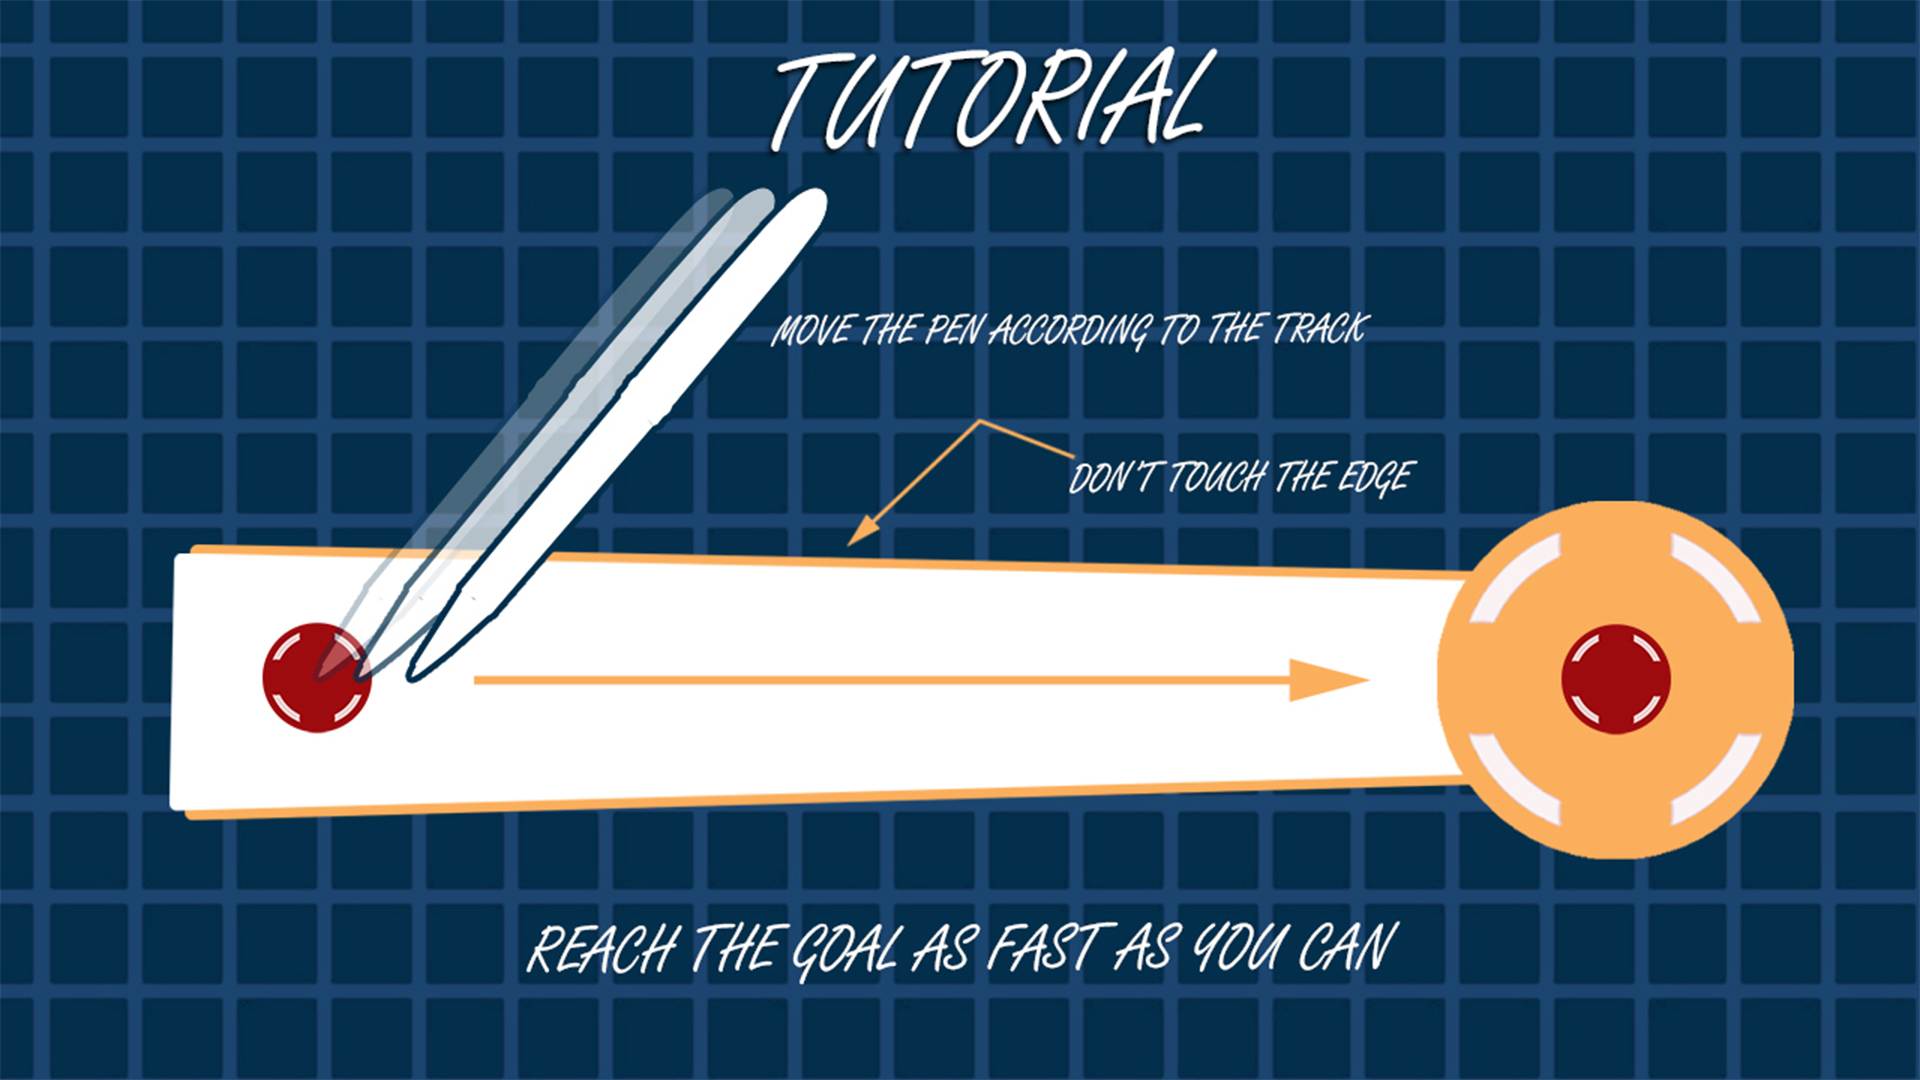 TUTORIAL
MOVE THE PEN ACCORDING TO THE TRACK
DON'T TOUCH THE EDGE
REACH THE GOAL AS FAST AS YOU CAN